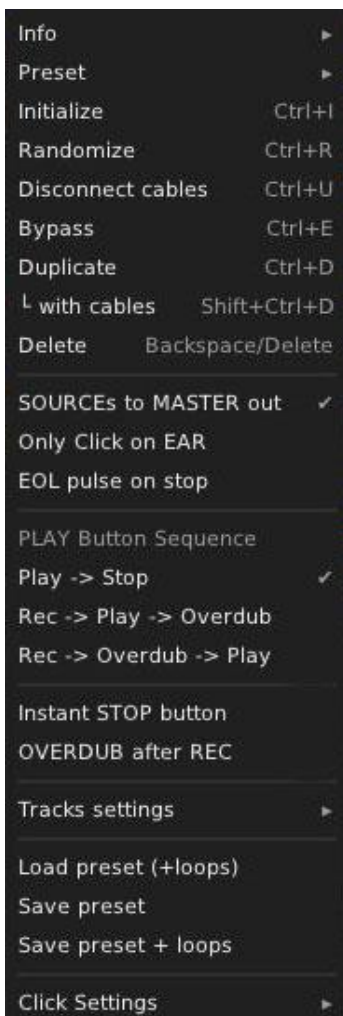 Info ▸
Preset ▸
Initialize Ctrl+I
Randomize Ctrl+R
Disconnect cables Ctrl+U
Bypass Ctrl+E
Duplicate Ctrl+D
└ with cables Shift+Ctrl+D
Delete Backspace/Delete
SOURCEs to MASTER out ✔
Only Click on EAR
EOL pulse on stop
PLAY Button Sequence
Play -> Stop ✔
Rec -> Play -> Overdub
Rec -> Overdub -> Play
Instant STOP button
OVERDUB after REC
Tracks settings ▸
Load preset (+loops)
Save preset
Save preset + loops
Click Settings ▸